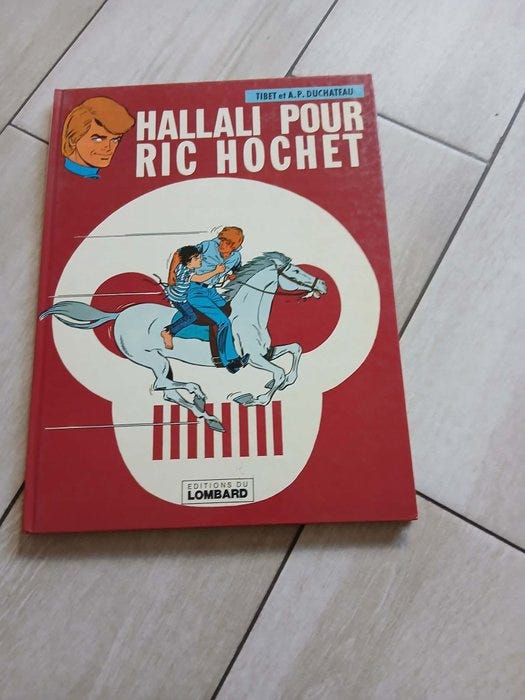 TIBET et A.P. DUCHATEAU
HALLALI POUR
RIC HOCHET
EDITIONS DU
LOMBARD